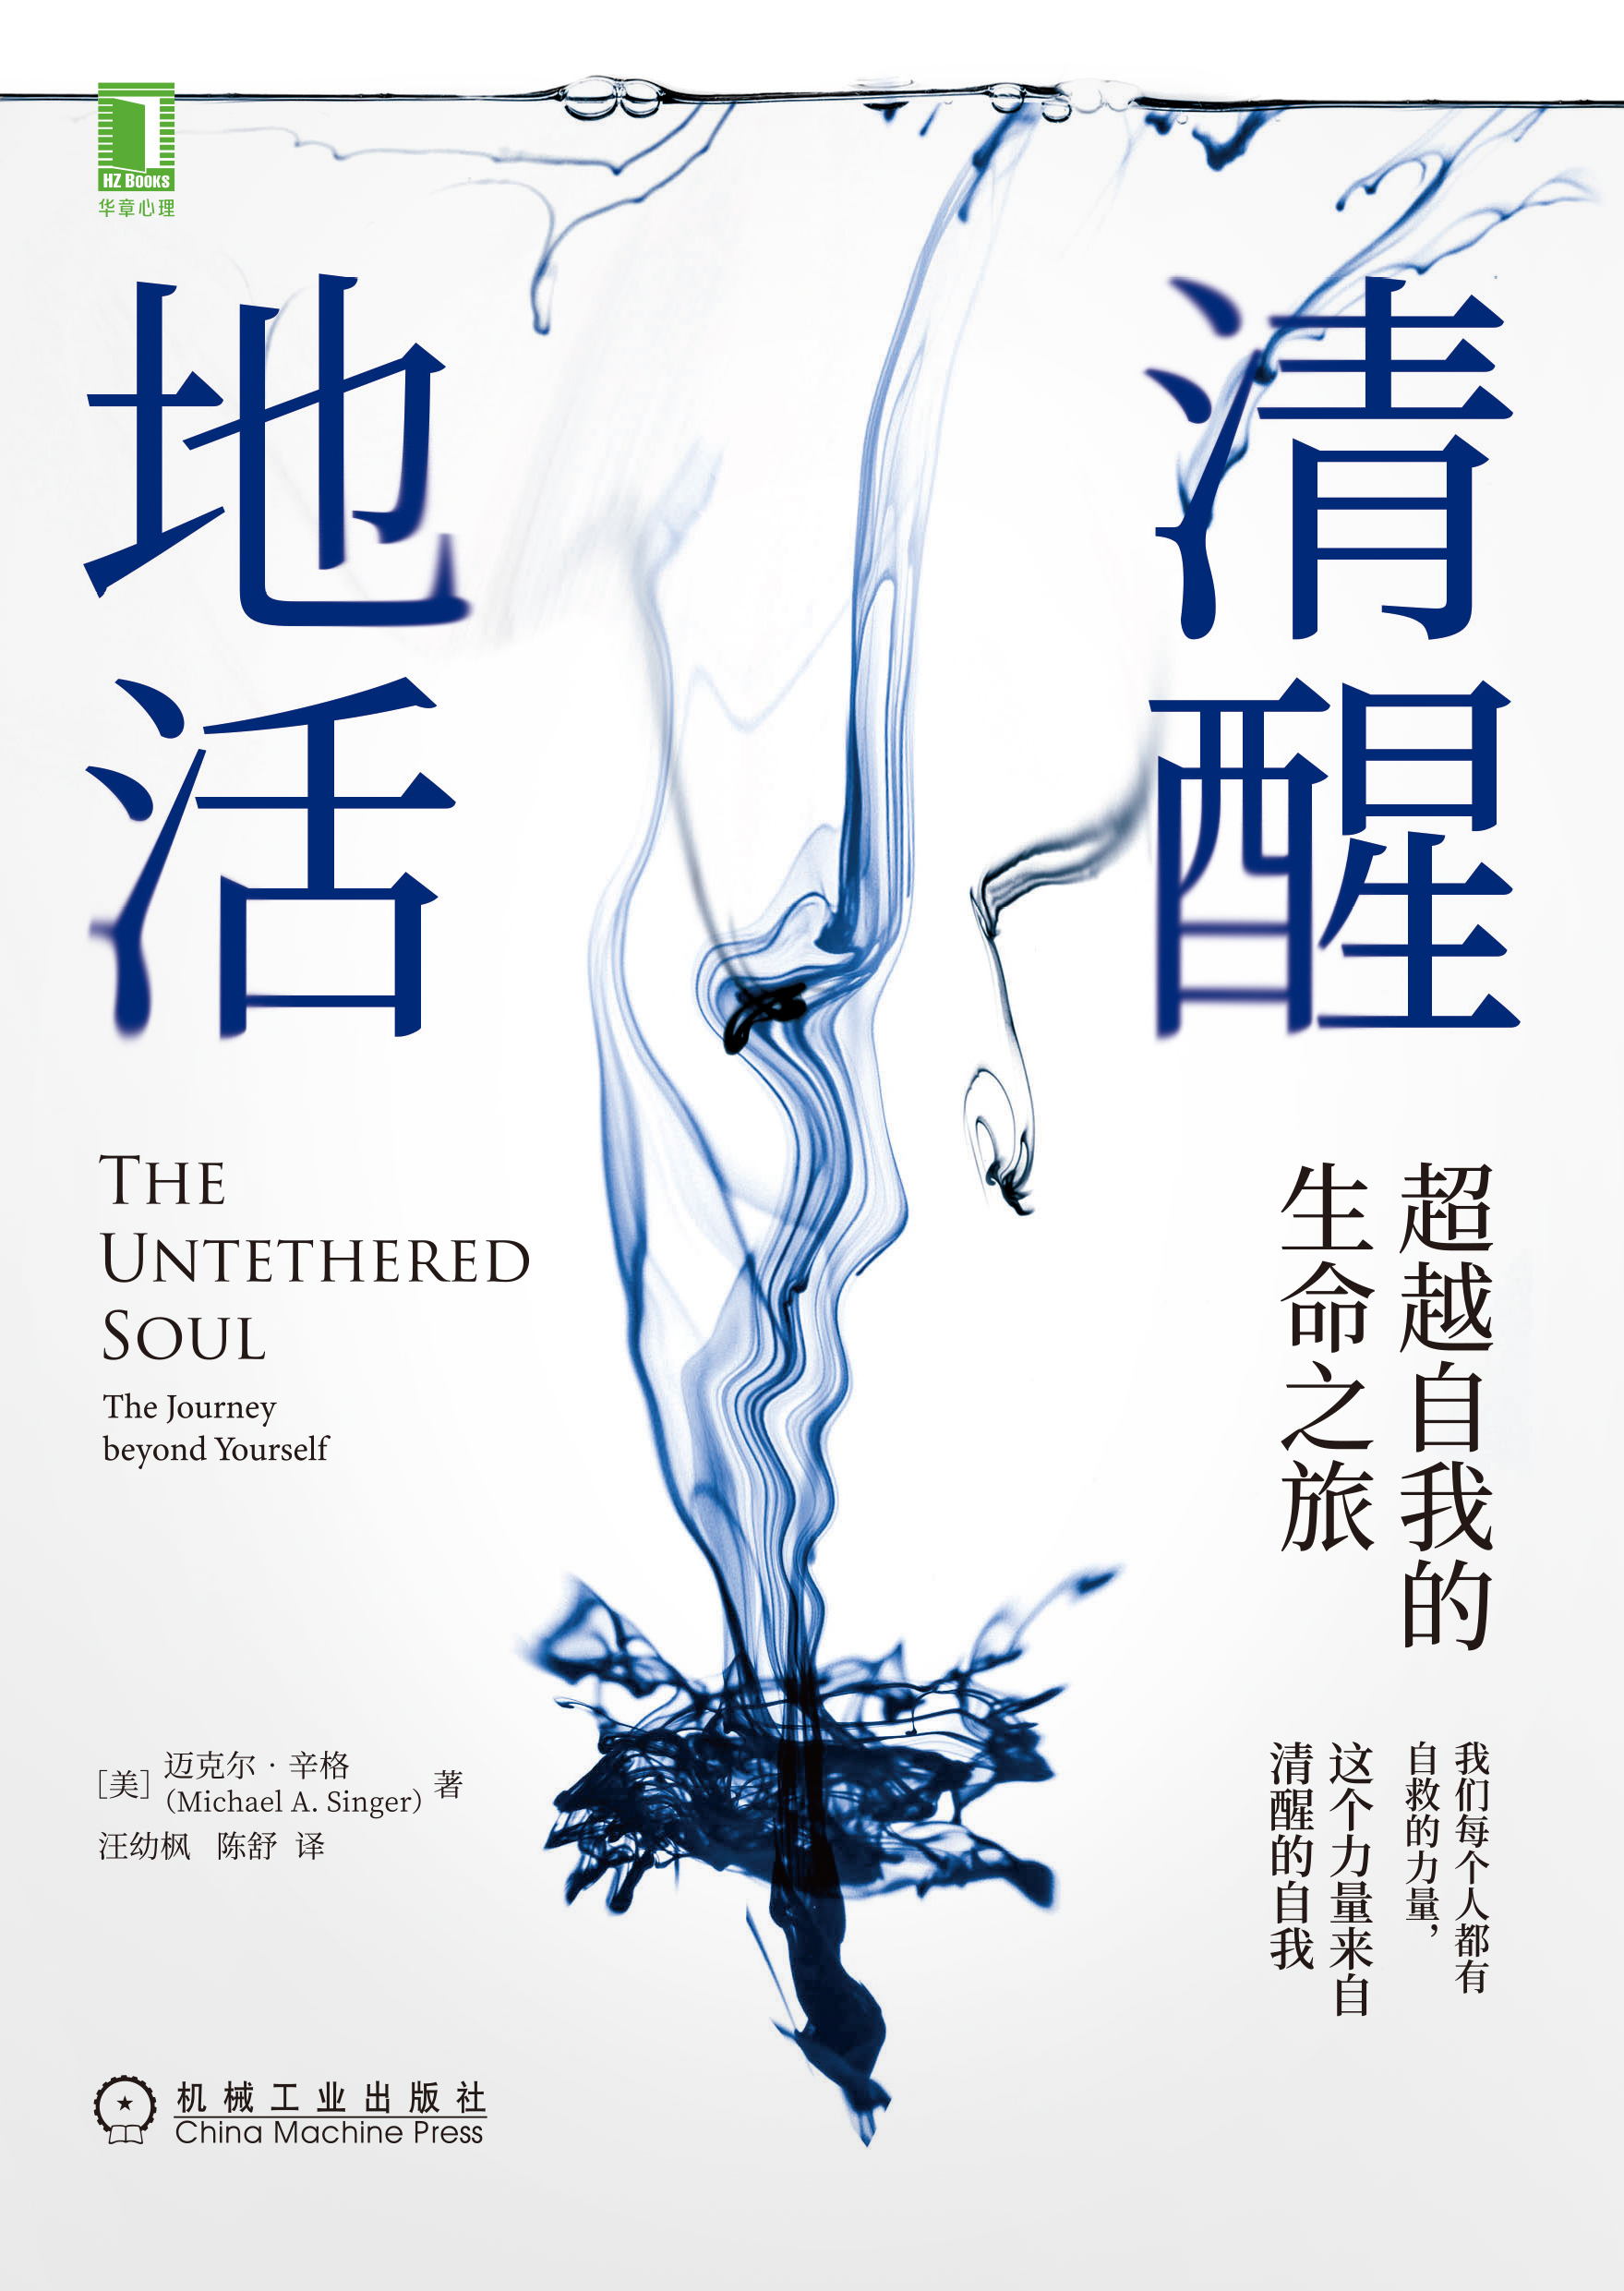 HZ BOOKS
华章心理
清醒
地活
THE
UNTETHERED
SOUL
The Journey
beyond Yourself
超越自我的
生命之旅
我们每个人都有
自救的力量，
这个力量来自
清醒的自我
[美] 迈克尔·辛格 (Michael A. Singer) 著
汪幼枫 陈舒 译
机械工业出版社
China Machine Press